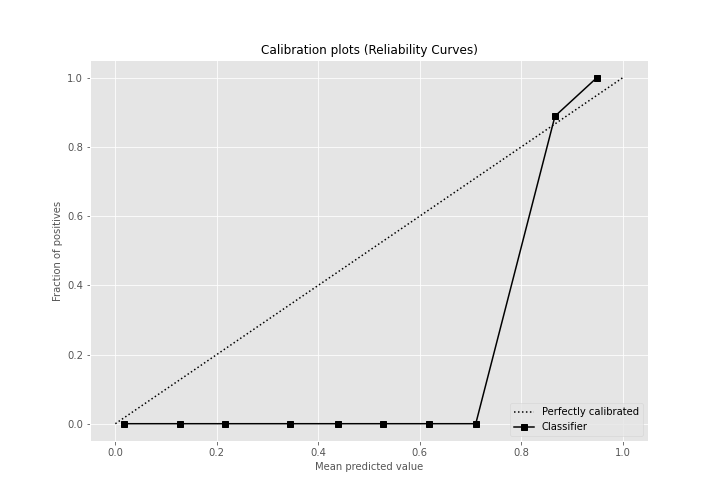 Calibration plots (Reliability Curves)
1.0
0.8
0.6
0.4
0.2
0.0
Fraction of positives
0.0 0.2 0.4 0.6 0.8 1.0
Mean predicted value
Perfectly calibrated
Classifier